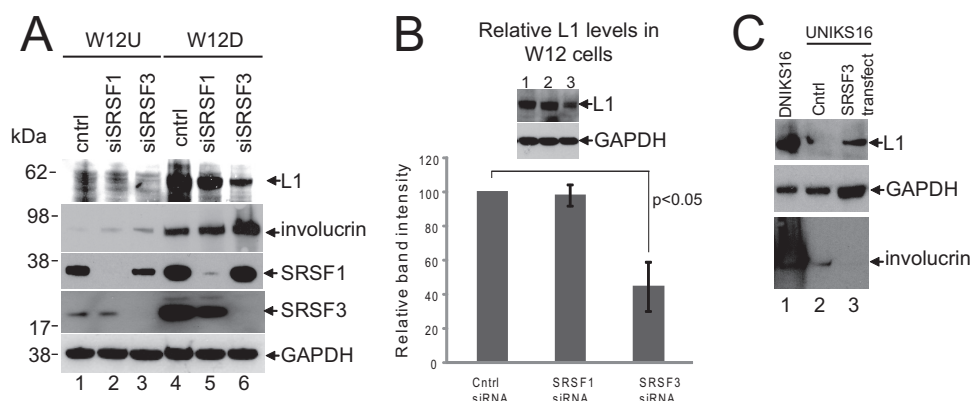 A
W12U W12D
cntrl
siSRSF1
siSRSF3
cntrl
siSRSF1
siSRSF3
kDa
62-
L1
98-
involucrin
38-
SRSF1
SRSF3
17-
38-
GAPDH
1 2 3 4 5 6
B
Relative L1 levels in
W12 cells
1 2 3
L1
GAPDH
Relative band intensity
120
100
80
60
40
20
0
p<0.05
Cntrl
siRNA
SRSF1
siRNA
SRSF3
siRNA
C
UNIKS16
DNIKS16
Cntrl
SRSF3
transfect
L1
GAPDH
involucrin
1 2 3